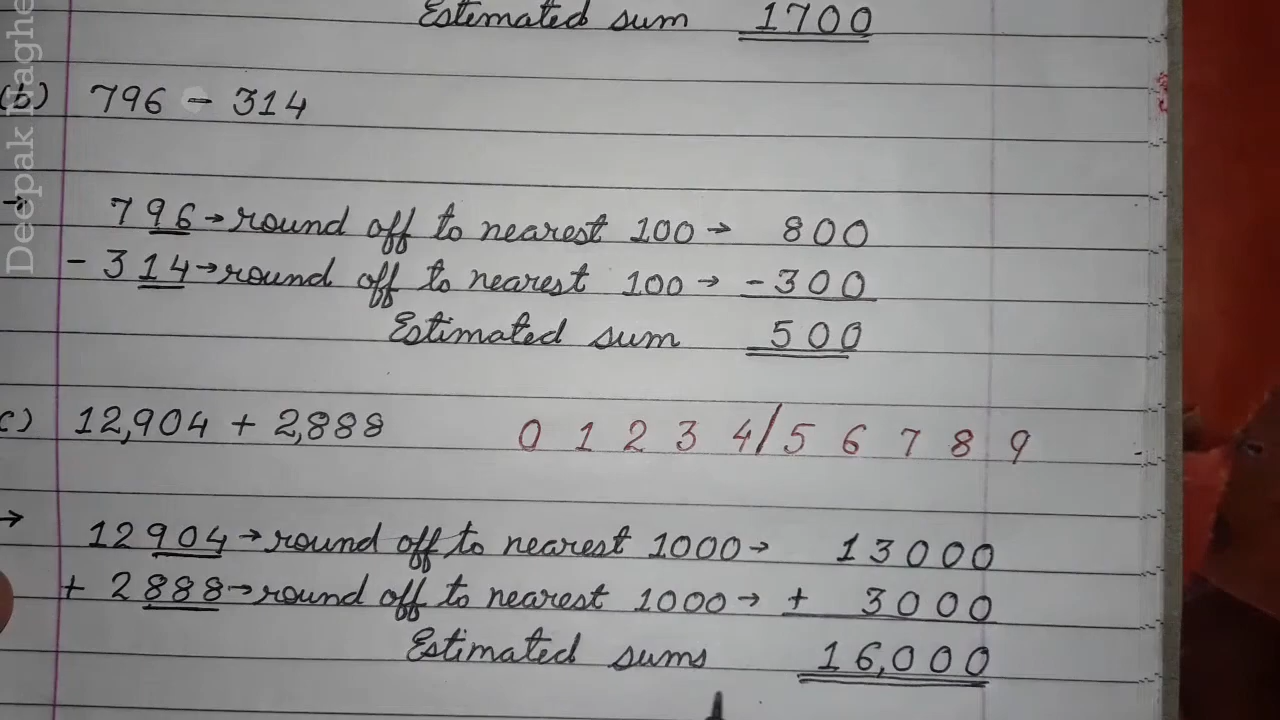 Estimated sum 1700
(b) 796 - 314
→ 796 → round off to nearest 100 → 800
- 314 → round off to nearest 100 → - 300
Estimated sum 500
c) 12,904 + 2,888 0 1 2 3 4/5 6 7 8 9
→ 12904 → round off to nearest 1000 → 13000
+ 2888 → round off to nearest 1000 → + 3000
Estimated sums 16,000
Deepak